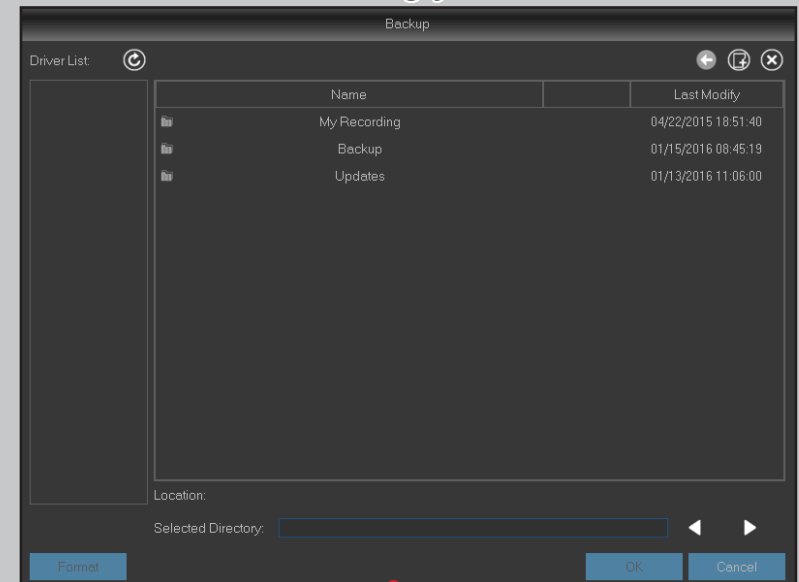 Backup
Driver List:
Name Last Modify
My Recording 04/22/2015 18:51:40
Backup 01/15/2016 08:45:19
Updates 01/13/2016 11:06:00
Location:
Selected Directory:
Format OK Cancel